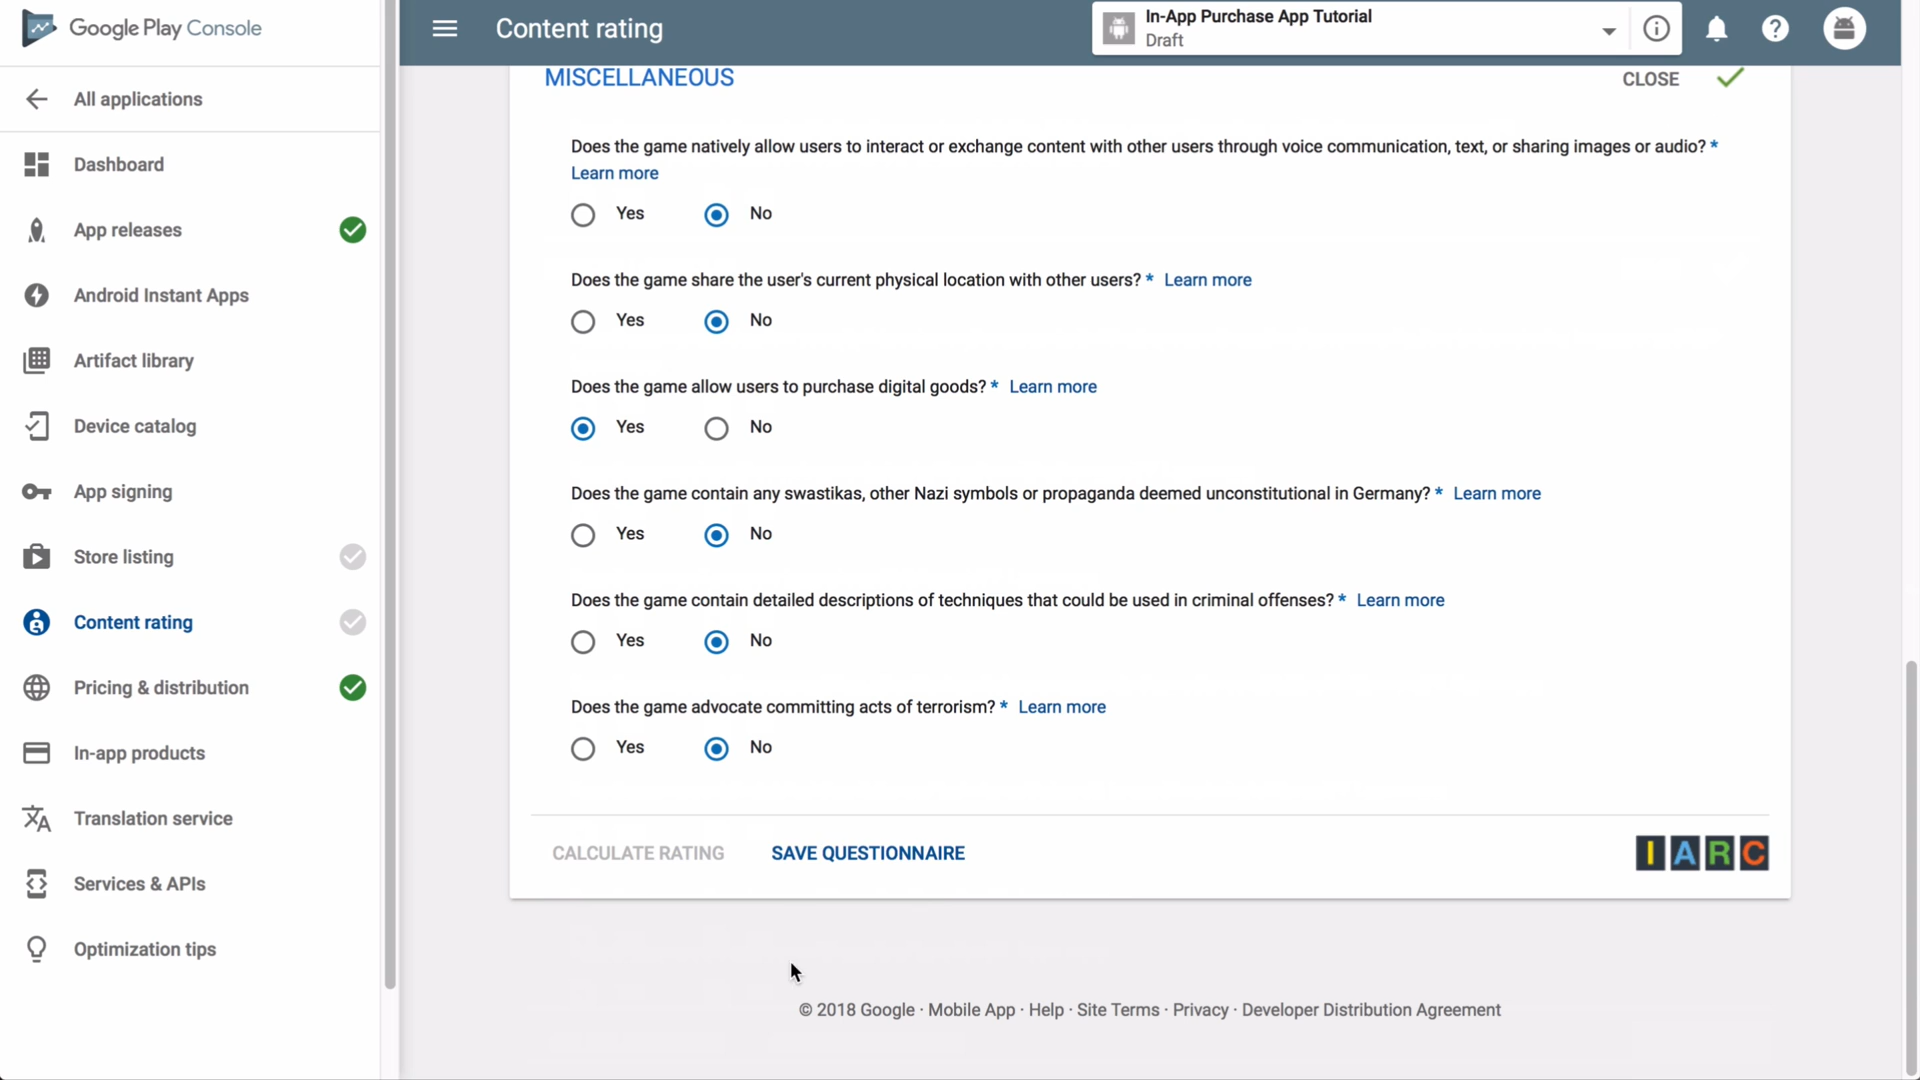 Google Play Console
Content rating
In-App Purchase App Tutorial
Draft
All applications
Dashboard
App releases
Android Instant Apps
Artifact library
Device catalog
App signing
Store listing
Content rating
Pricing & distribution
In-app products
Translation service
Services & APIs
Optimization tips
MISCELLANEOUS
CLOSE
Does the game natively allow users to interact or exchange content with other users through voice communication, text, or sharing images or audio? *
Learn more
Yes No
Does the game share the user's current physical location with other users? * Learn more
Yes No
Does the game allow users to purchase digital goods? * Learn more
Yes No
Does the game contain any swastikas, other Nazi symbols or propaganda deemed unconstitutional in Germany? * Learn more
Yes No
Does the game contain detailed descriptions of techniques that could be used in criminal offenses? * Learn more
Yes No
Does the game advocate committing acts of terrorism? * Learn more
Yes No
CALCULATE RATING SAVE QUESTIONNAIRE
IARC
© 2018 Google · Mobile App · Help · Site Terms · Privacy · Developer Distribution Agreement